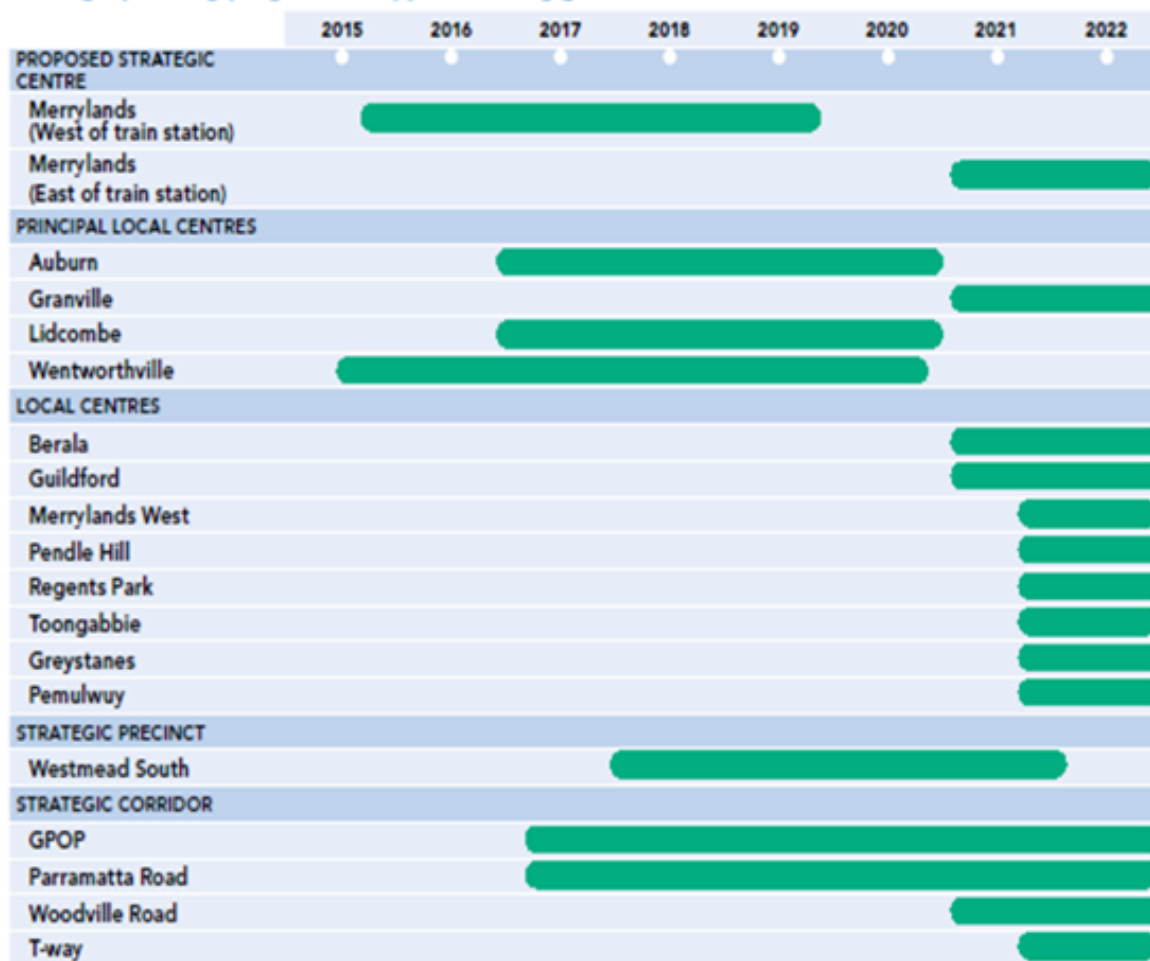 2015 2016 2017 2018 2019 2020 2021 2022
PROPOSED STRATEGIC
CENTRE
Merrylands
(West of train station)
Merrylands
(East of train station)
PRINCIPAL LOCAL CENTRES
Auburn
Granville
Lidcombe
Wentworthville
LOCAL CENTRES
Berala
Guildford
Merrylands West
Pendle Hill
Regents Park
Toongabbie
Greystanes
Pemulwuy
STRATEGIC PRECINCT
Westmead South
STRATEGIC CORRIDOR
GPOP
Parramatta Road
Woodville Road
T-way